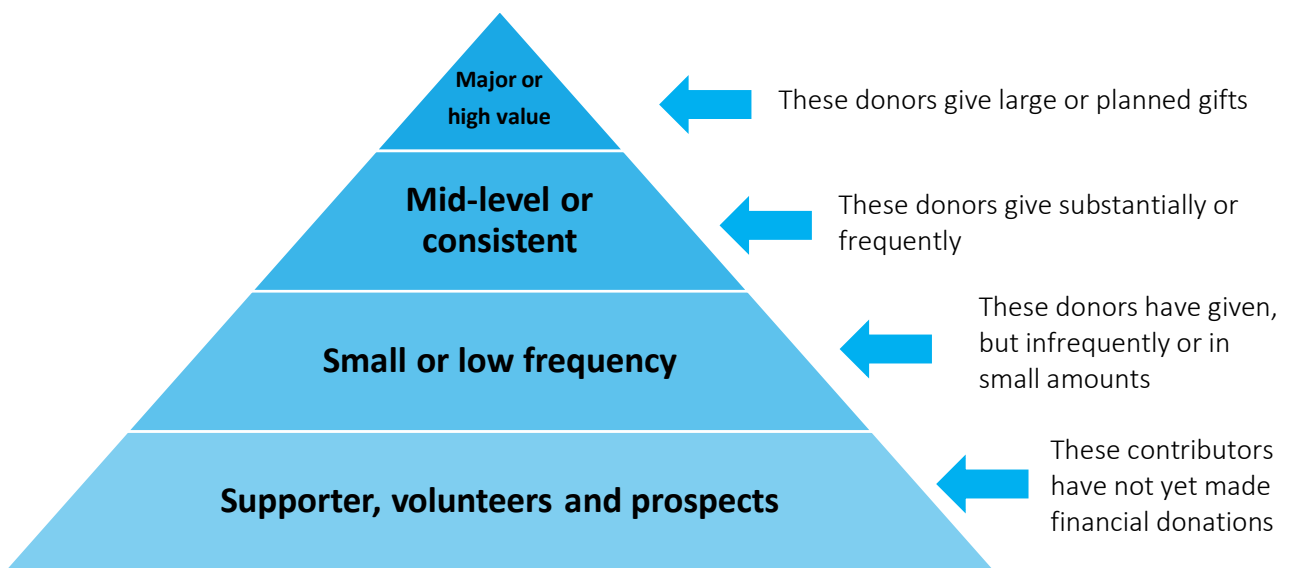 Major or
high value
These donors give large or planned gifts
Mid-level or
consistent
These donors give substantially or
frequently
Small or low frequency
These donors have given,
but infrequently or in
small amounts
Supporter, volunteers and prospects
These contributors
have not yet made
financial donations